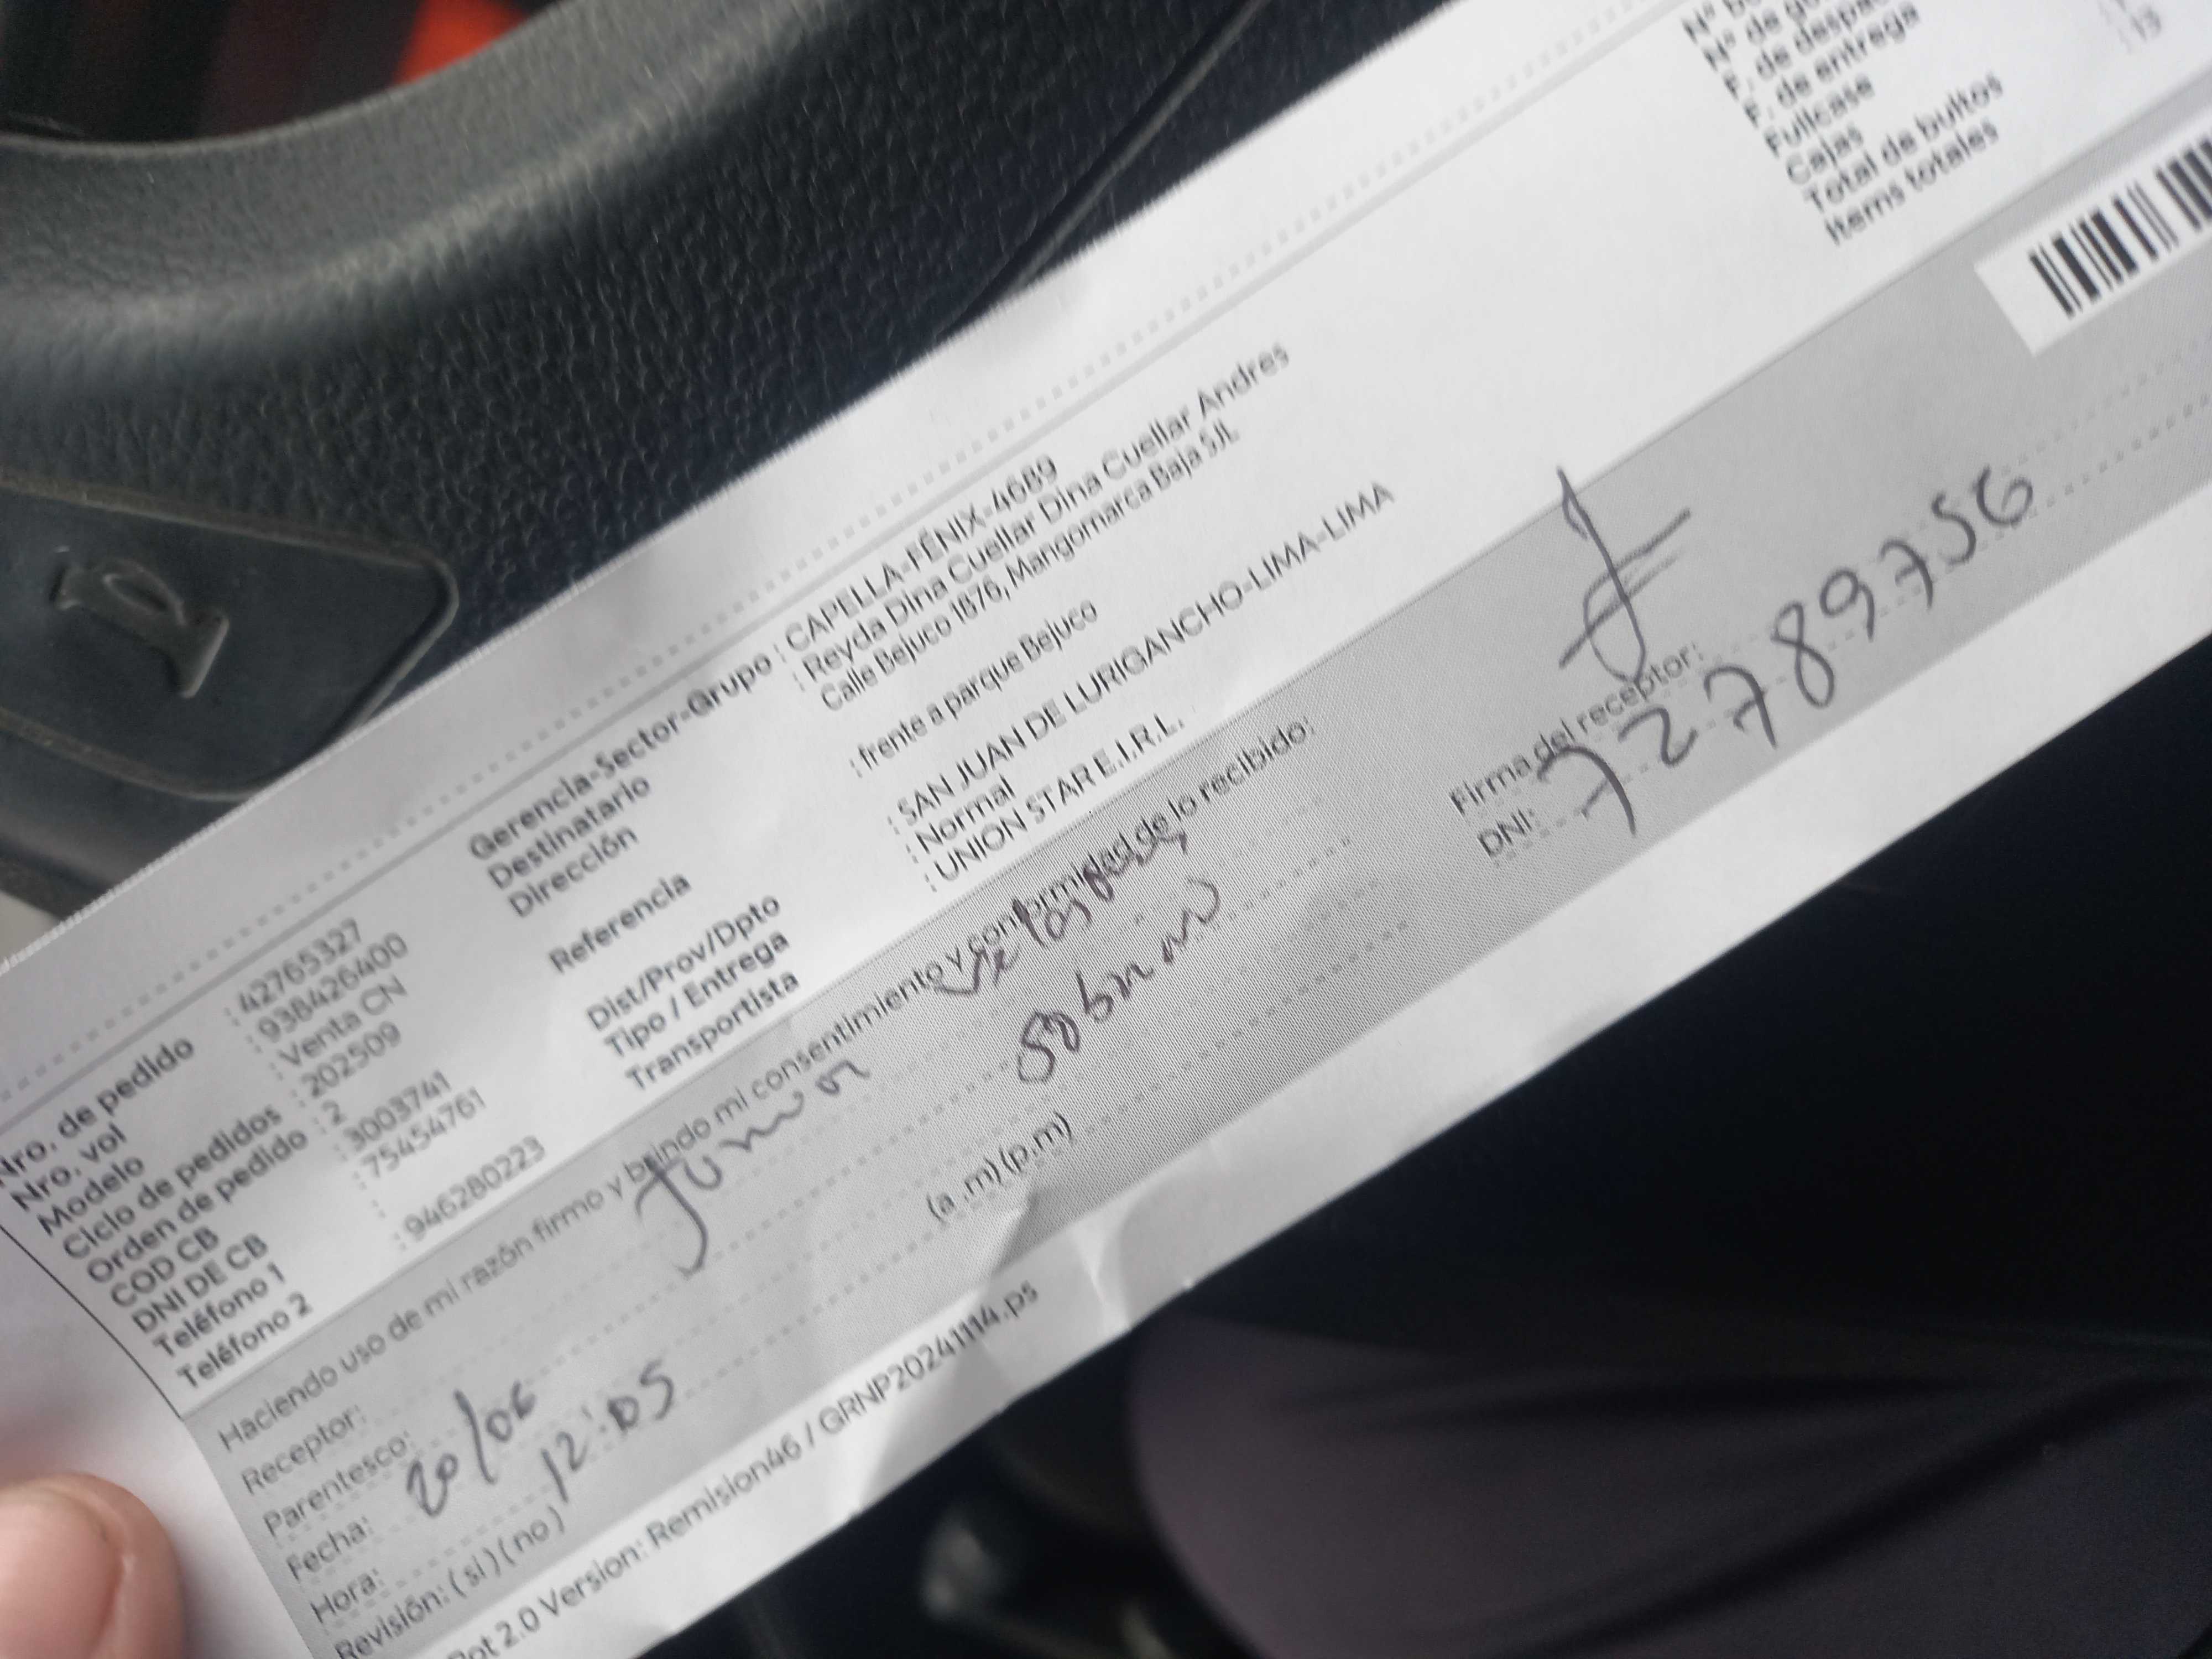 Nro. de pedido : 42765327
Nro. vol : 938426400
Modelo : Venta CN
Ciclo de pedidos : 202509
Orden de pedido : 2
COD CB : 3003741
DNI DE CB : 75454761
Teléfono 1 :
Teléfono 2 : 946280223
Gerencia-Sector-Grupo : CAPELLA-FÉNIX-4689
Destinatario : Reyda Dina Cuellar Dina Cuellar Andres
Dirección Calle Bejuco 1876, Mangomarca Baja SJL
Referencia : frente a parque Bejuco
Dist/Prov/Dpto : SAN JUAN DE LURIGANCHO-LIMA-LIMA
Tipo / Entrega : Normal
Transportista : UNION STAR E.I.R.L.
N° de
F. de
F. de entrega
Fullcase
Cajas
Total de bultos
Items totales
Haciendo uso de mi razón firmo y brindo mi consentimiento y conformidad de lo recibido:
Receptor: Junior
Parentesco: sobrino
Fecha: 20/06
Hora: 12:05 (a .m) (p.m)
Revisión: (si) (no)
Firma del receptor:
DNI: 72789756
2.0 Version: Remision46 / GRNP20241114.ps